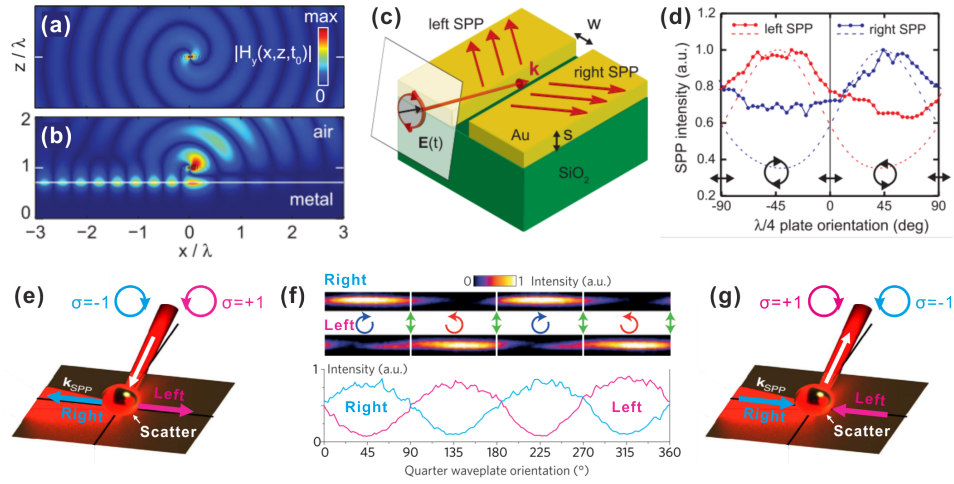 (a)
max
|Hy(x,z,t0)|
0
z / λ
(b)
2
1
0
air
metal
−3 −2 −1 0 1 2 3
x / λ
(c)
left SPP
w
right SPP
k
E(t)
Au
S
SiO2
(d)
left SPP
right SPP
SPP intensity (a.u.)
1.0
0.8
0.6
0.4
0.2
-90 -45 0 45 90
λ/4 plate orientation (deg)
(e)
σ=-1
σ=+1
kSPP
Right
Left
Scatter
(f)
Right
0 1 Intensity (a.u.)
Left
Intensity (a.u.)
1
0
Right
Left
0 45 90 135 180 225 270 315 360
Quarter waveplate orientation (°)
(g)
σ=+1
σ=-1
kSPP
Right
Left
Scatter